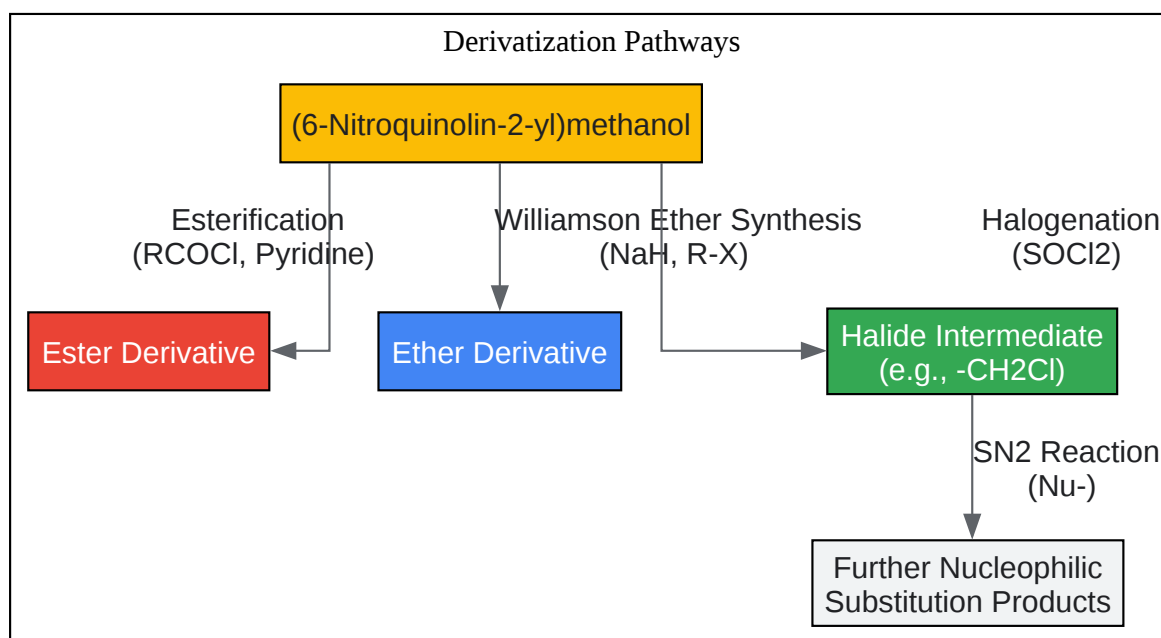 Derivatization Pathways
(6-Nitroquinolin-2-yl)methanol
Esterification
(RCOCl, Pyridine)
Williamson Ether Synthesis
(NaH, R-X)
Halogenation
(SOCl2)
Ester Derivative
Ether Derivative
Halide Intermediate
(e.g., -CH2Cl)
SN2 Reaction
(Nu-)
Further Nucleophilic
Substitution Products